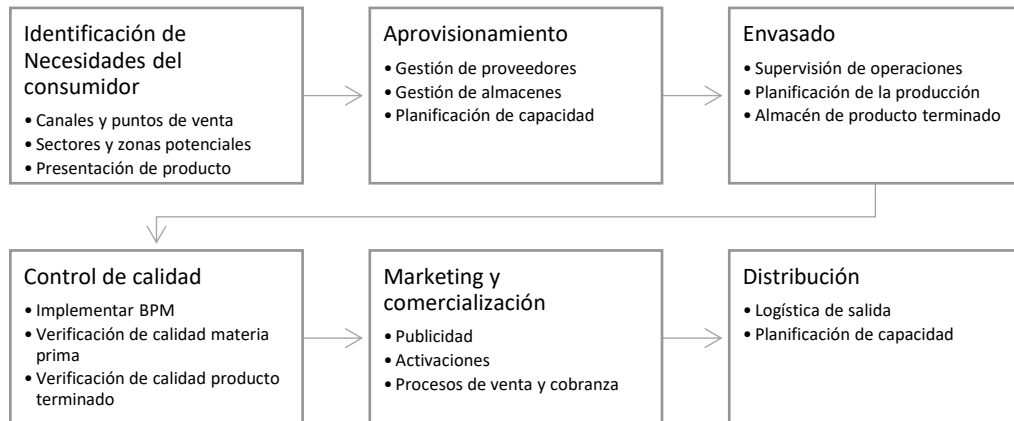 Identificación de
Necesidades del
consumidor
• Canales y puntos de venta
• Sectores y zonas potenciales
• Presentación de producto
Aprovisionamiento
• Gestión de proveedores
• Gestión de almacenes
• Planificación de capacidad
Envasado
• Supervisión de operaciones
• Planificación de la producción
• Almacén de producto terminado
Control de calidad
• Implementar BPM
• Verificación de calidad materia
prima
• Verificación de calidad producto
terminado
Marketing y
comercialización
• Publicidad
• Activaciones
• Procesos de venta y cobranza
Distribución
• Logística de salida
• Planificación de capacidad